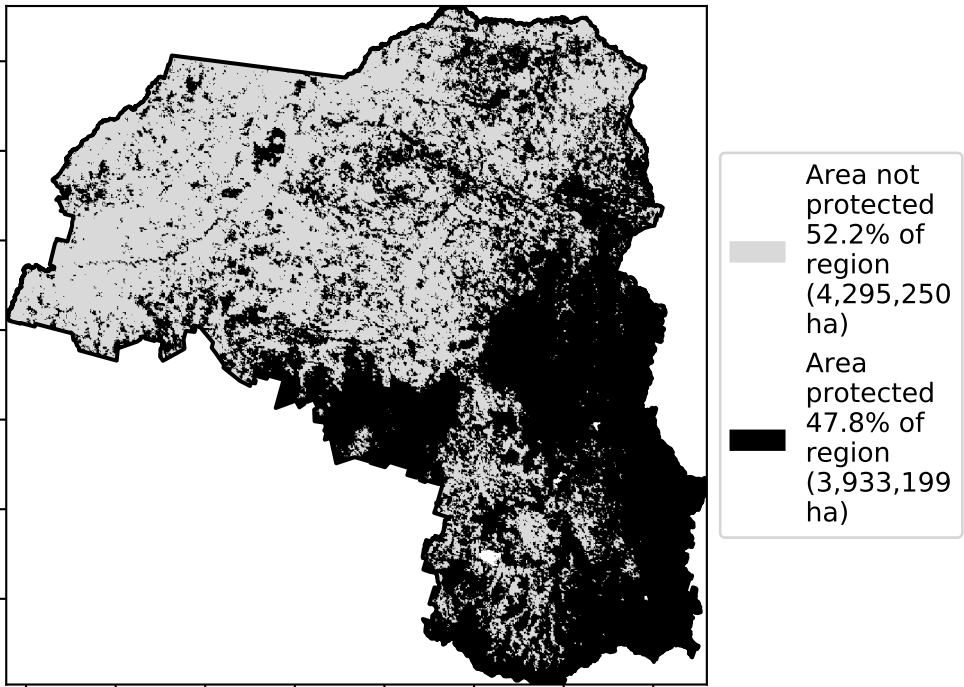 Area not
protected
52.2% of
region
(4,295,250
ha)
Area
protected
47.8% of
region
(3,933,199
ha)